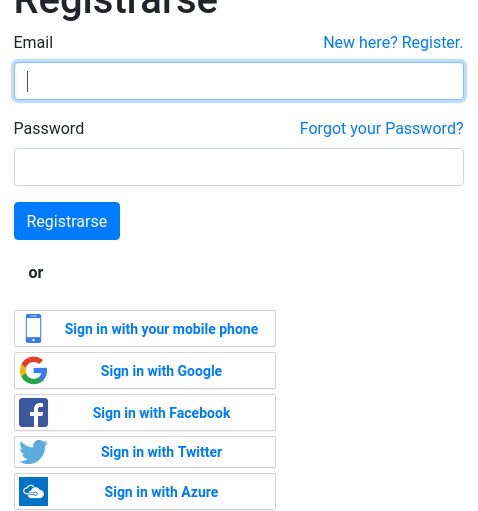 Registrarse
Email New here? Register.
Password Forgot your Password?
Registrarse
or
Sign in with your mobile phone
Sign in with Google
Sign in with Facebook
Sign in with Twitter
Sign in with Azure